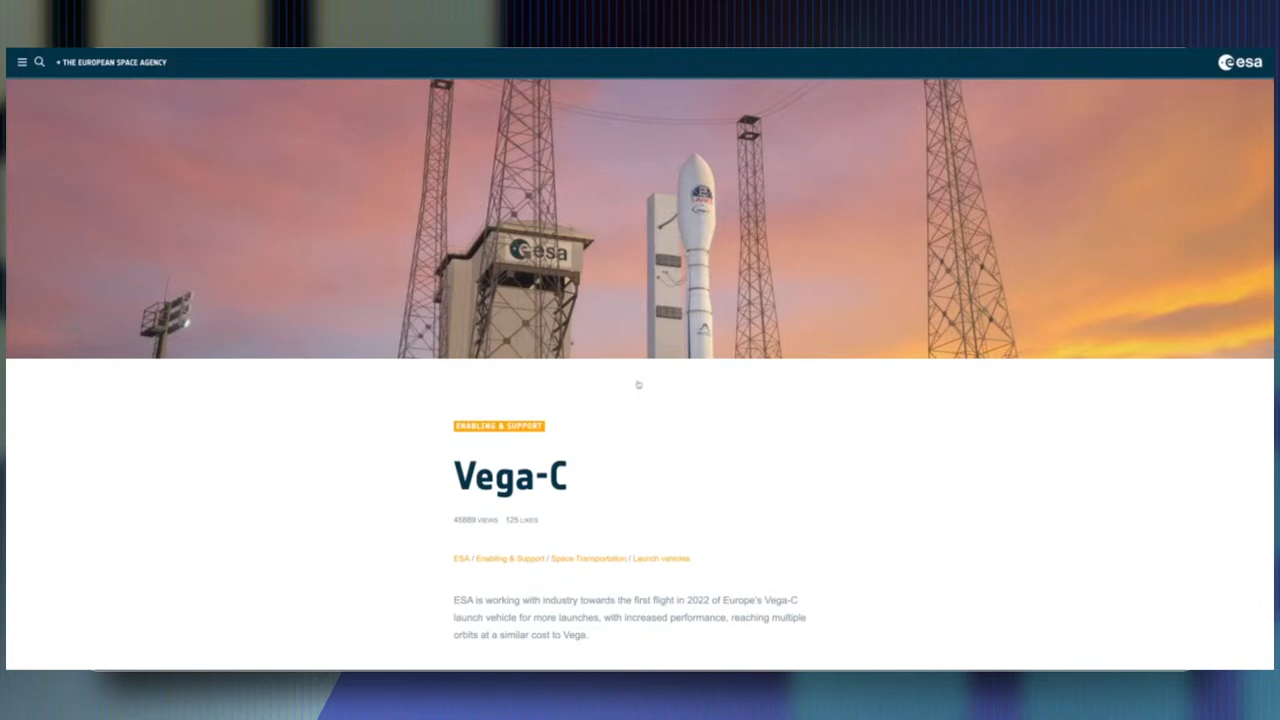 + THE EUROPEAN SPACE AGENCY
esa
esa
ENABLING & SUPPORT
Vega-C
45889 VIEWS 125 LIKES
ESA / Enabling & Support / Space Transportation / Launch vehicles
ESA is working with industry towards the first flight in 2022 of Europe's Vega-C
launch vehicle for more launches, with increased performance, reaching multiple
orbits at a similar cost to Vega.